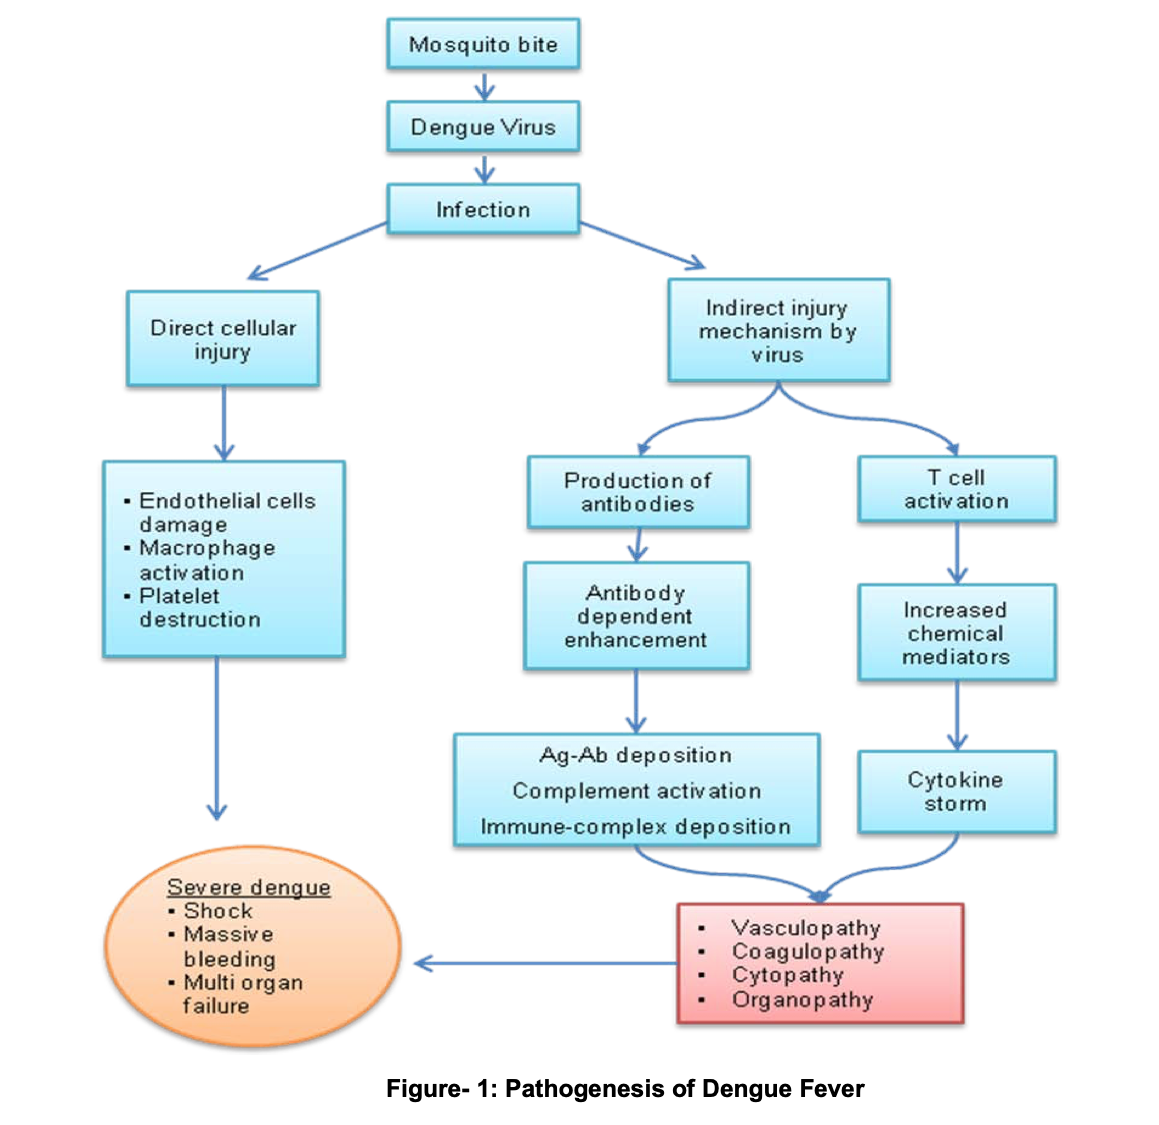 Mosquito bite
Dengue Virus
Infection
Direct cellular
injury
Indirect injury
mechanism by
virus
▪ Endothelial cells
damage
▪ Macrophage
activation
▪ Platelet
destruction
Production of
antibodies
T cell
activation
Antibody
dependent
enhancement
Increased
chemical
mediators
Ag-Ab deposition
Complement activation
Immune-complex deposition
Cytokine
storm
Severe dengue
▪ Shock
▪ Massive
bleeding
▪ Multi organ
failure
▪ Vasculopathy
▪ Coagulopathy
▪ Cytopathy
▪ Organopathy
Figure- 1: Pathogenesis of Dengue Fever